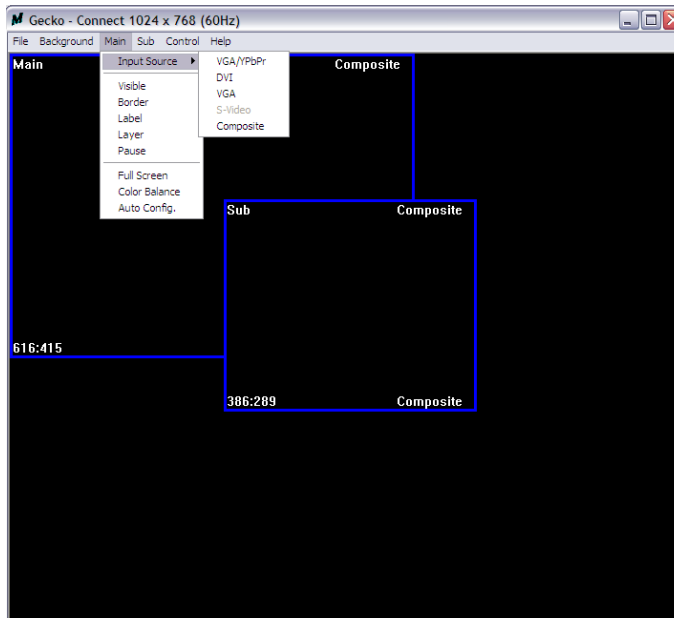 M Gecko - Connect 1024 x 768 (60Hz)
File Background Main Sub Control Help
Main
Composite
Input Source
Visible
Border
Label
Layer
Pause
Full Screen
Color Balance
Auto Config.
VGA/YPbPr
DVI
VGA
S-Video
Composite
616:415
Sub Composite
386:289 Composite